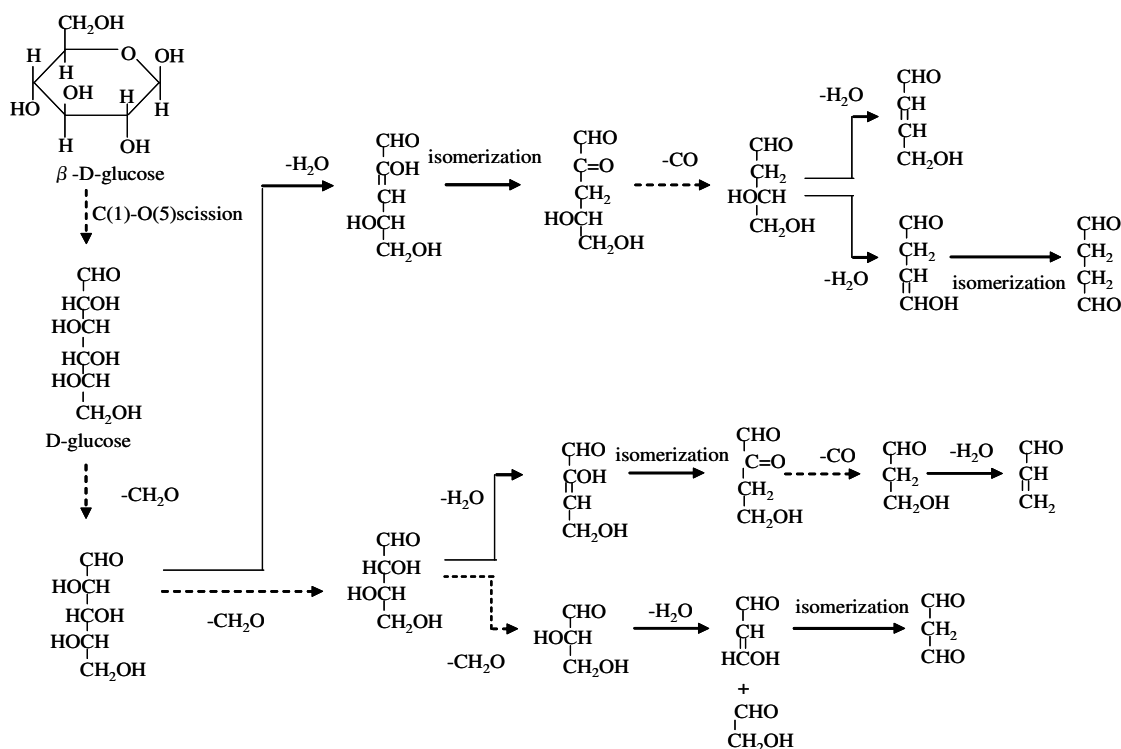 CH2OH
H
O
OH
H
OH
H
HO
H
H
OH
β -D-glucose
C(1)-O(5)scission
CHO
HCOH
HOCH
HCOH
HOCH
CH2OH
D-glucose
-CH2O
CHO
HOCH
HCOH
HOCH
CH2OH
-H2O
CHO
COH
CH
HOCH
CH2OH
isomerization
CHO
C=O
CH2
HOCH
CH2OH
-CO
CHO
CH2
HOCH
CH2OH
-H2O
CHO
CH
CH
CH2OH
-H2O
CHO
CH2
CH
CHOH
isomerization
CHO
CH2
CH2
CHO
-CH2O
CHO
HCOH
HOCH
CH2OH
-H2O
CHO
COH
CH
CH2OH
isomerization
CHO
C=O
CH2
CH2OH
-CO
CHO
CH2
CH2OH
-H2O
CHO
CH
CH2
-CH2O
CHO
HOCH
CH2OH
-H2O
CHO
CH
HCOH
+
CHO
CH2OH
isomerization
CHO
CH2
CHO